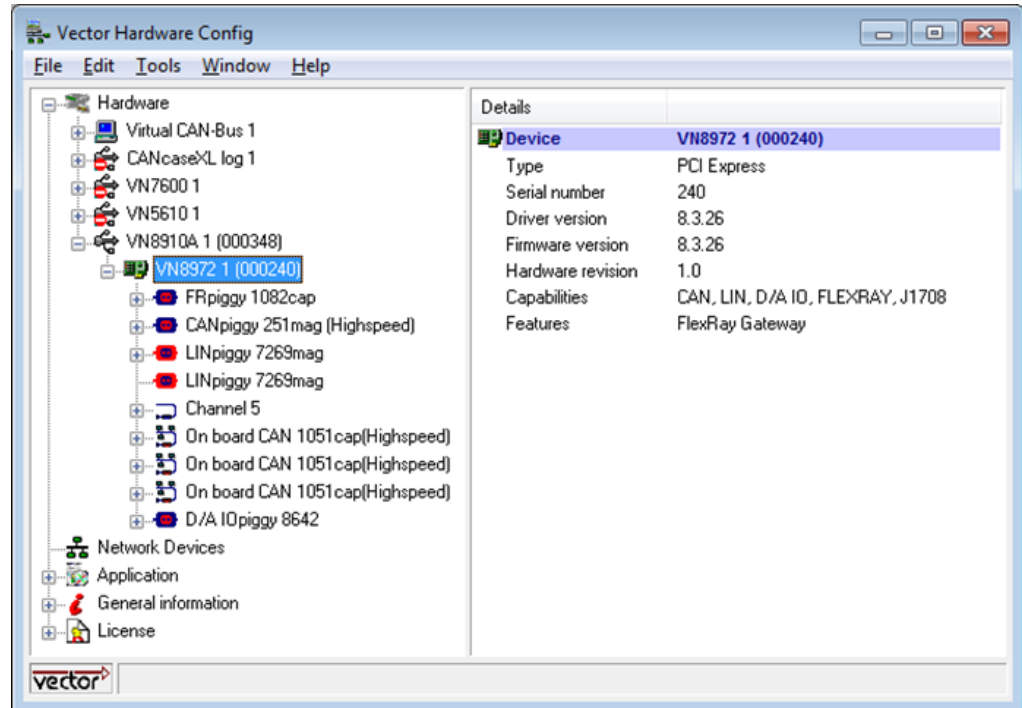 Vector Hardware Config
File Edit Tools Window Help
Hardware
Virtual CAN-Bus 1
CANcaseXL log 1
VN7600 1
VN5610 1
VN8910A 1 (000348)
VN8972 1 (000240)
FRpiggy 1082cap
CANpiggy 251mag (Highspeed)
LINpiggy 7269mag
LINpiggy 7269mag
Channel 5
On board CAN 1051cap(Highspeed)
On board CAN 1051cap(Highspeed)
On board CAN 1051cap(Highspeed)
D/A IOpiggy 8642
Network Devices
Application
General information
License
Details
Device VN8972 1 (000240)
Type PCI Express
Serial number 240
Driver version 8.3.26
Firmware version 8.3.26
Hardware revision 1.0
Capabilities CAN, LIN, D/A IO, FLEXRAY, J1708
Features FlexRay Gateway
vector